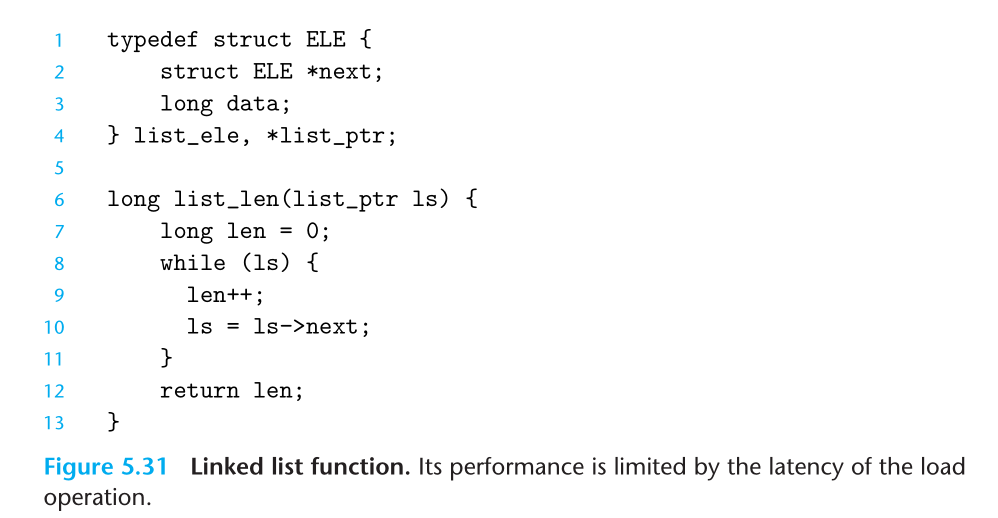 1 typedef struct ELE {
2 struct ELE *next;
3 long data;
4 } list_ele, *list_ptr;
5
6 long list_len(list_ptr ls) {
7 long len = 0;
8 while (ls) {
9 len++;
10 ls = ls->next;
11 }
12 return len;
13 }
Figure 5.31 Linked list function. Its performance is limited by the latency of the load
operation.